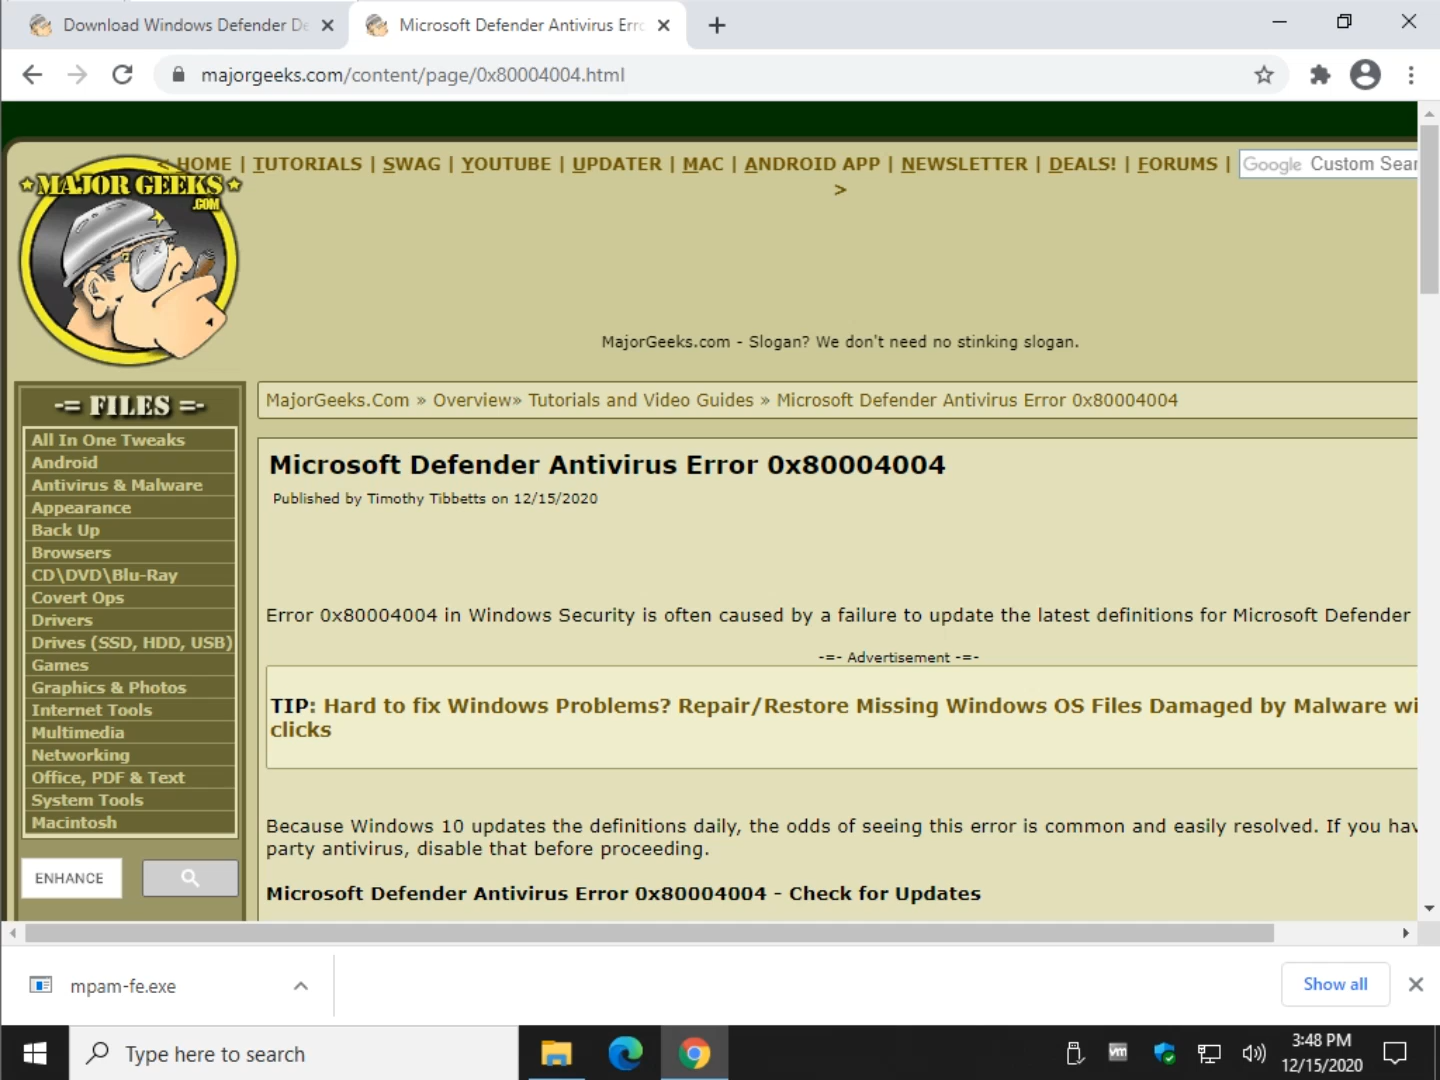 Download Windows Defender De
Microsoft Defender Antivirus Erro
majorgeeks.com/content/page/0x80004004.html
MAJOR GEEKS
.COM
< HOME | TUTORIALS | SWAG | YOUTUBE | UPDATER | MAC | ANDROID APP | NEWSLETTER | DEALS! | FORUMS |
>
Google Custom Sear
MajorGeeks.com - Slogan? We don't need no stinking slogan.
-= FILES =-
All In One Tweaks
Android
Antivirus & Malware
Appearance
Back Up
Browsers
CD\DVD\Blu-Ray
Covert Ops
Drivers
Drives (SSD, HDD, USB)
Games
Graphics & Photos
Internet Tools
Multimedia
Networking
Office, PDF & Text
System Tools
Macintosh
ENHANCE
MajorGeeks.Com » Overview» Tutorials and Video Guides » Microsoft Defender Antivirus Error 0x80004004
Microsoft Defender Antivirus Error 0x80004004
Published by Timothy Tibbetts on 12/15/2020
Error 0x80004004 in Windows Security is often caused by a failure to update the latest definitions for Microsoft Defender
-=- Advertisement -=-
TIP: Hard to fix Windows Problems? Repair/Restore Missing Windows OS Files Damaged by Malware wi
clicks
Because Windows 10 updates the definitions daily, the odds of seeing this error is common and easily resolved. If you hav
party antivirus, disable that before proceeding.
Microsoft Defender Antivirus Error 0x80004004 - Check for Updates
mpam-fe.exe
Show all
Type here to search
vm
3:48 PM
12/15/2020